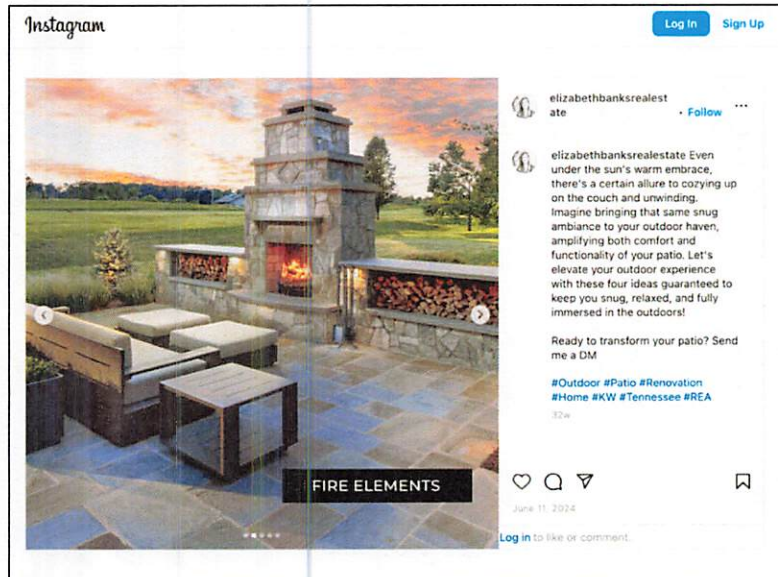 Instagram
Log In
Sign Up
elizabethbanksrealest
ate
• Follow
...
elizabethbanksrealestate Even
under the sun's warm embrace,
there's a certain allure to cozying up
on the couch and unwinding.
Imagine bringing that same snug
ambiance to your outdoor haven,
amplifying both comfort and
functionality of your patio. Let's
elevate your outdoor experience
with these four ideas guaranteed to
keep you snug, relaxed, and fully
immersed in the outdoors!
Ready to transform your patio? Send
me a DM
#Outdoor #Patio #Renovation
#Home #KW #Tennessee #REA
32w
FIRE ELEMENTS
June 11, 2024
Log in to like or comment.